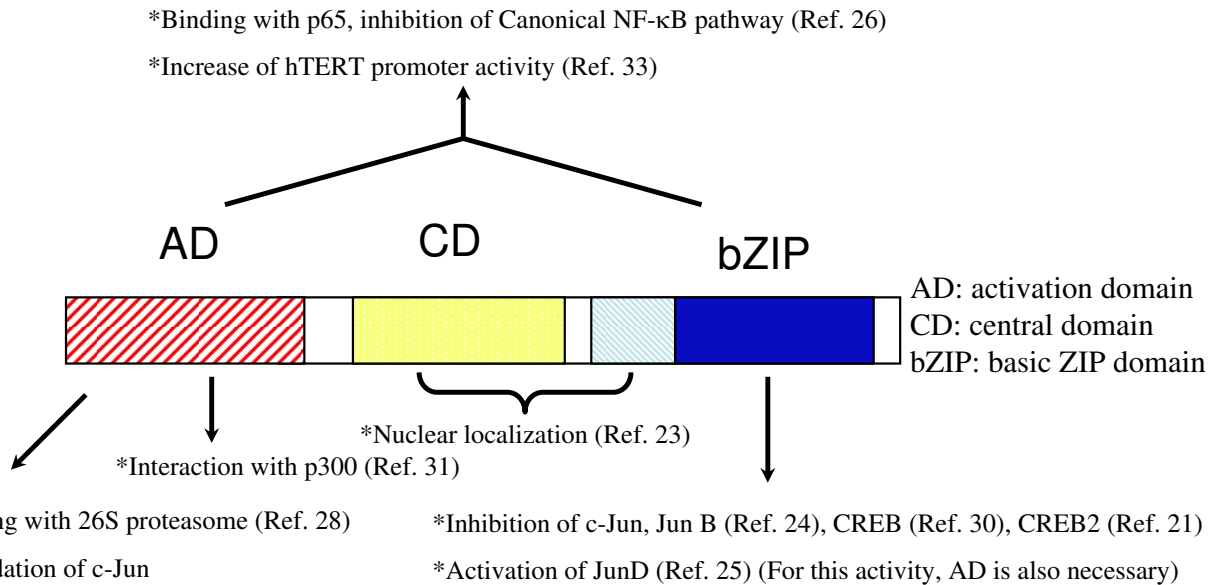 *Binding with p65, inhibition of Canonical NF-κB pathway (Ref. 26)
*Increase of hTERT promoter activity (Ref. 33)
AD
CD
bZIP
AD: activation domain
CD: central domain
bZIP: basic ZIP domain
*Nuclear localization (Ref. 23)
*Interaction with p300 (Ref. 31)
with 26S proteasome (Ref. 28)
*Inhibition of c-Jun, Jun B (Ref. 24), CREB (Ref. 30), CREB2 (Ref. 21)
of c-Jun
*Activation of JunD (Ref. 25) (For this activity, AD is also necessary)